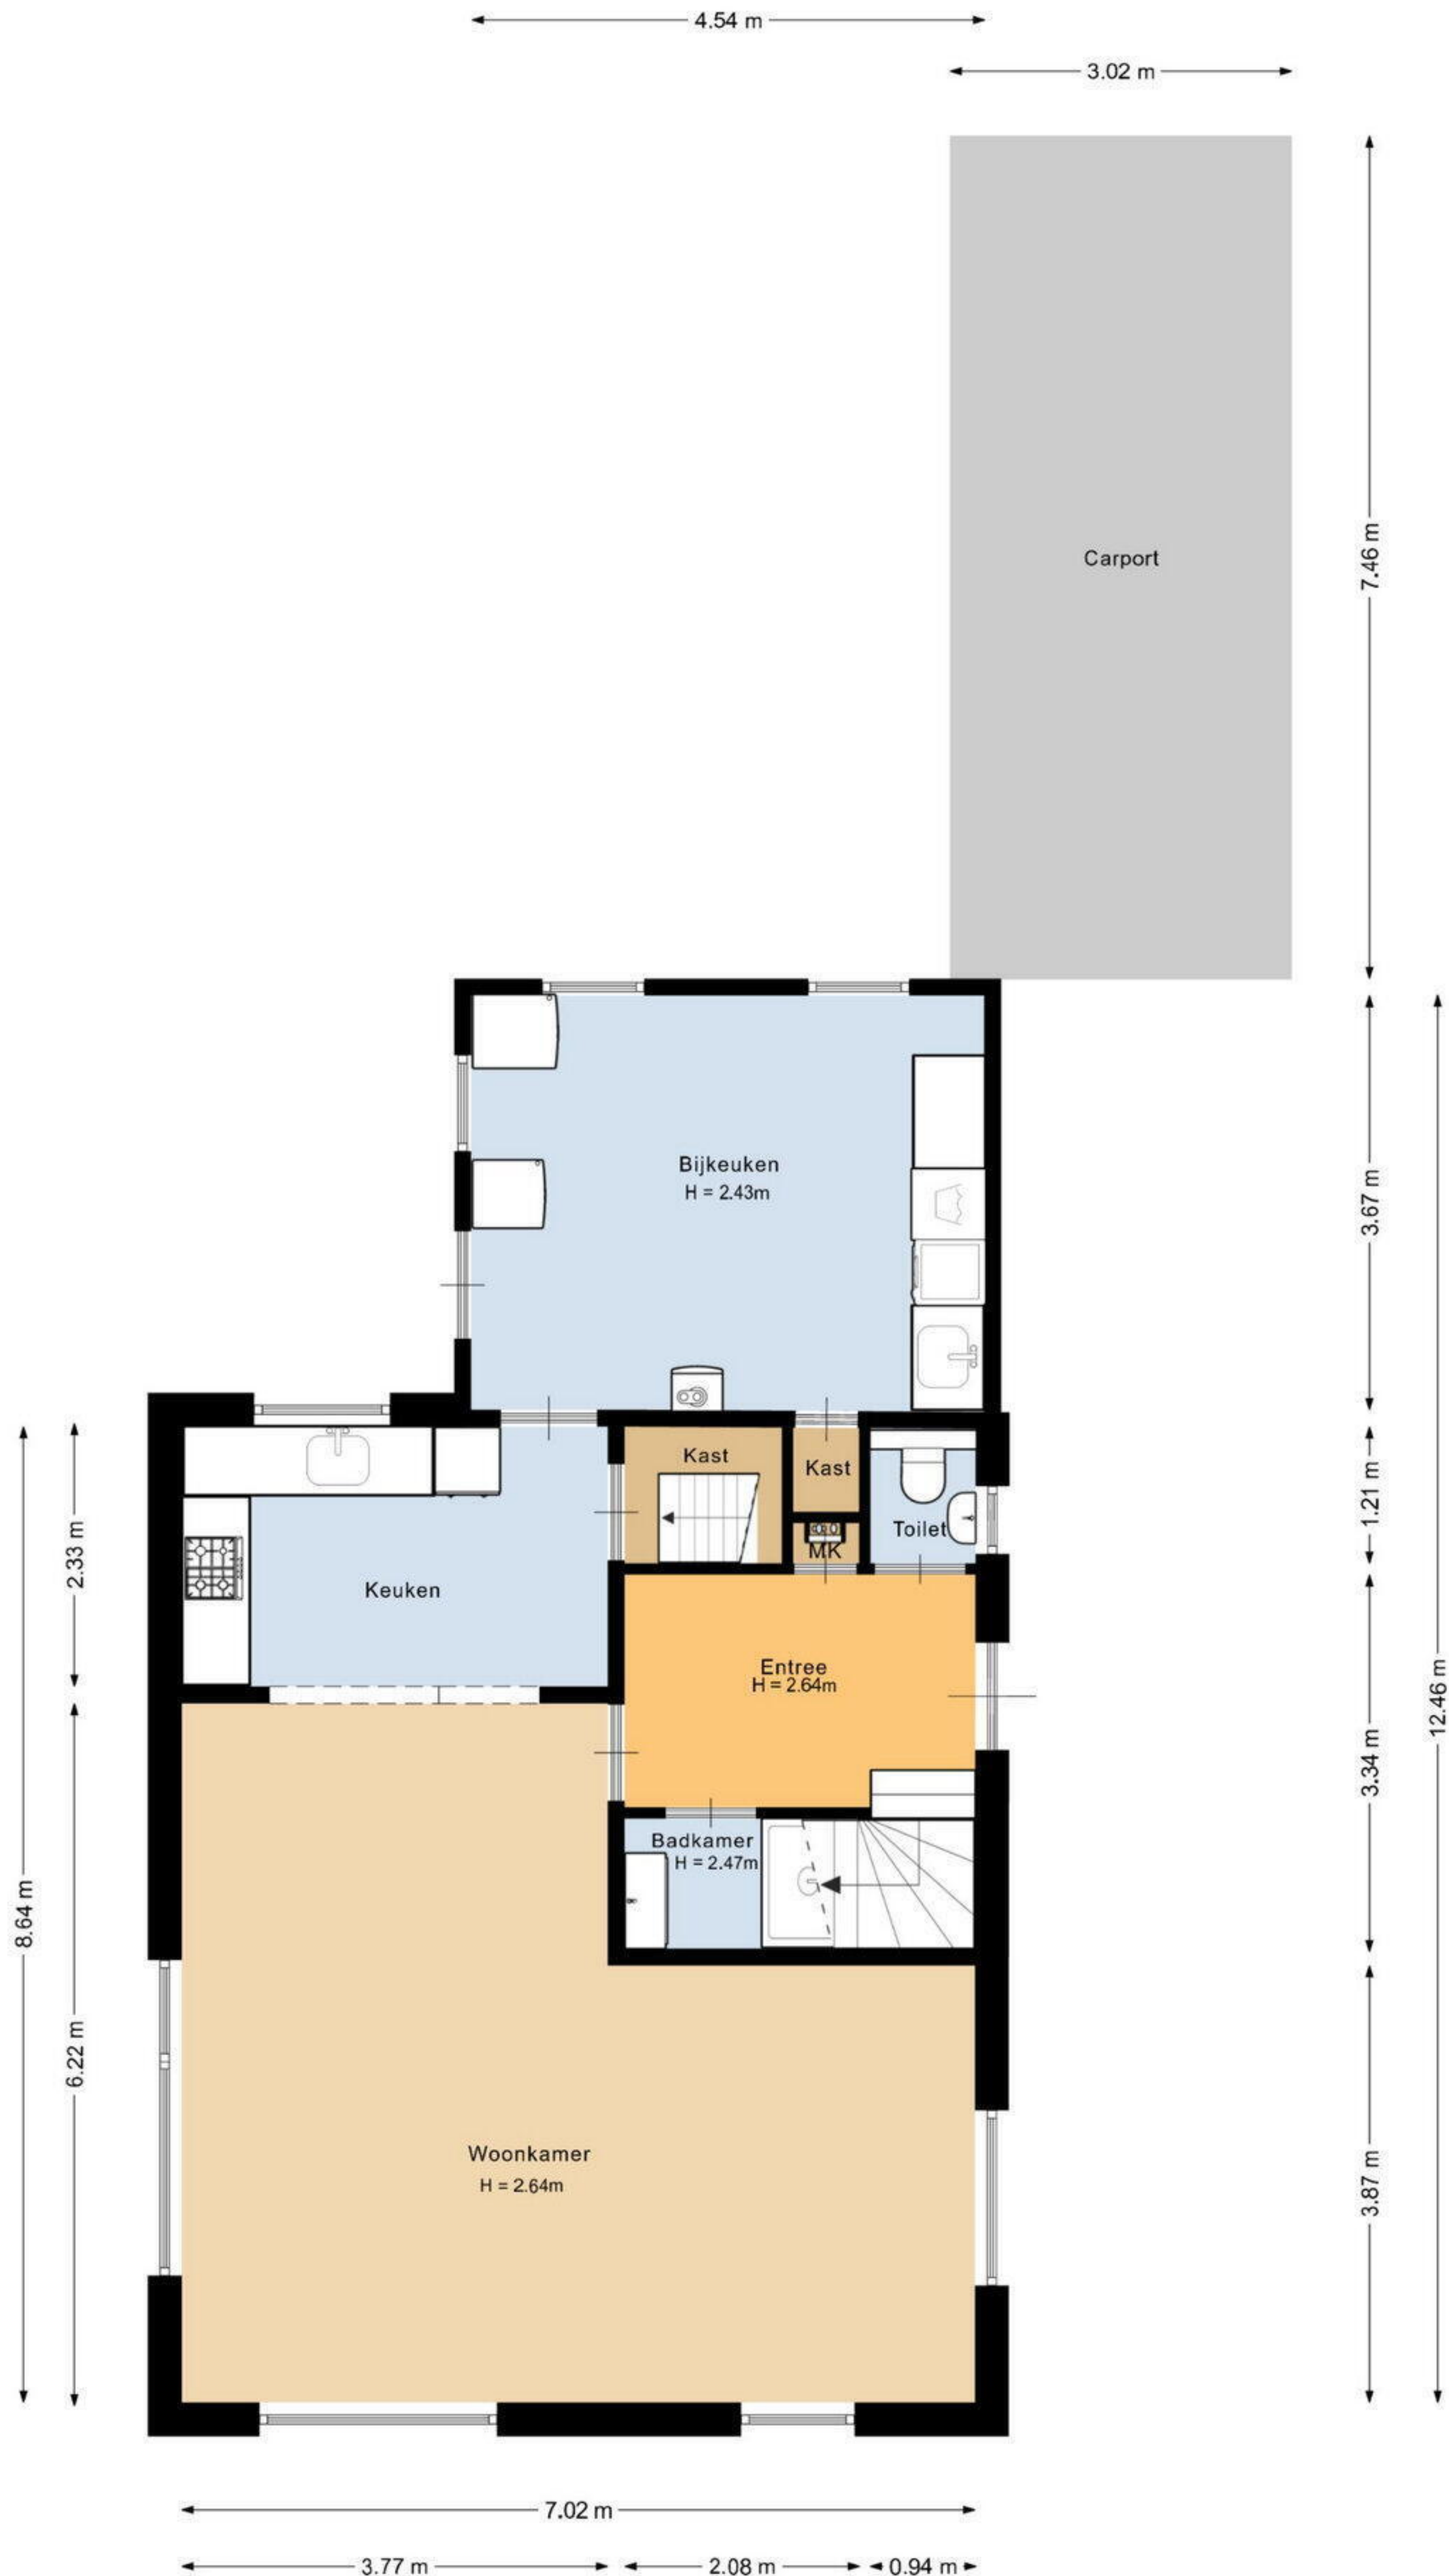 4.54 m
3.02 m
7.46 m
Carport
Bijkeuken
H = 2.43m
3.67 m
Kast
Kast
1.21 m
Toilet
MK
2.33 m
Keuken
Entree
H = 2.64m
12.46 m
3.34 m
Badkamer
H = 2.47m
8.64 m
6.22 m
Woonkamer
H = 2.64m
3.87 m
7.02 m
3.77 m
2.08 m
0.94 m